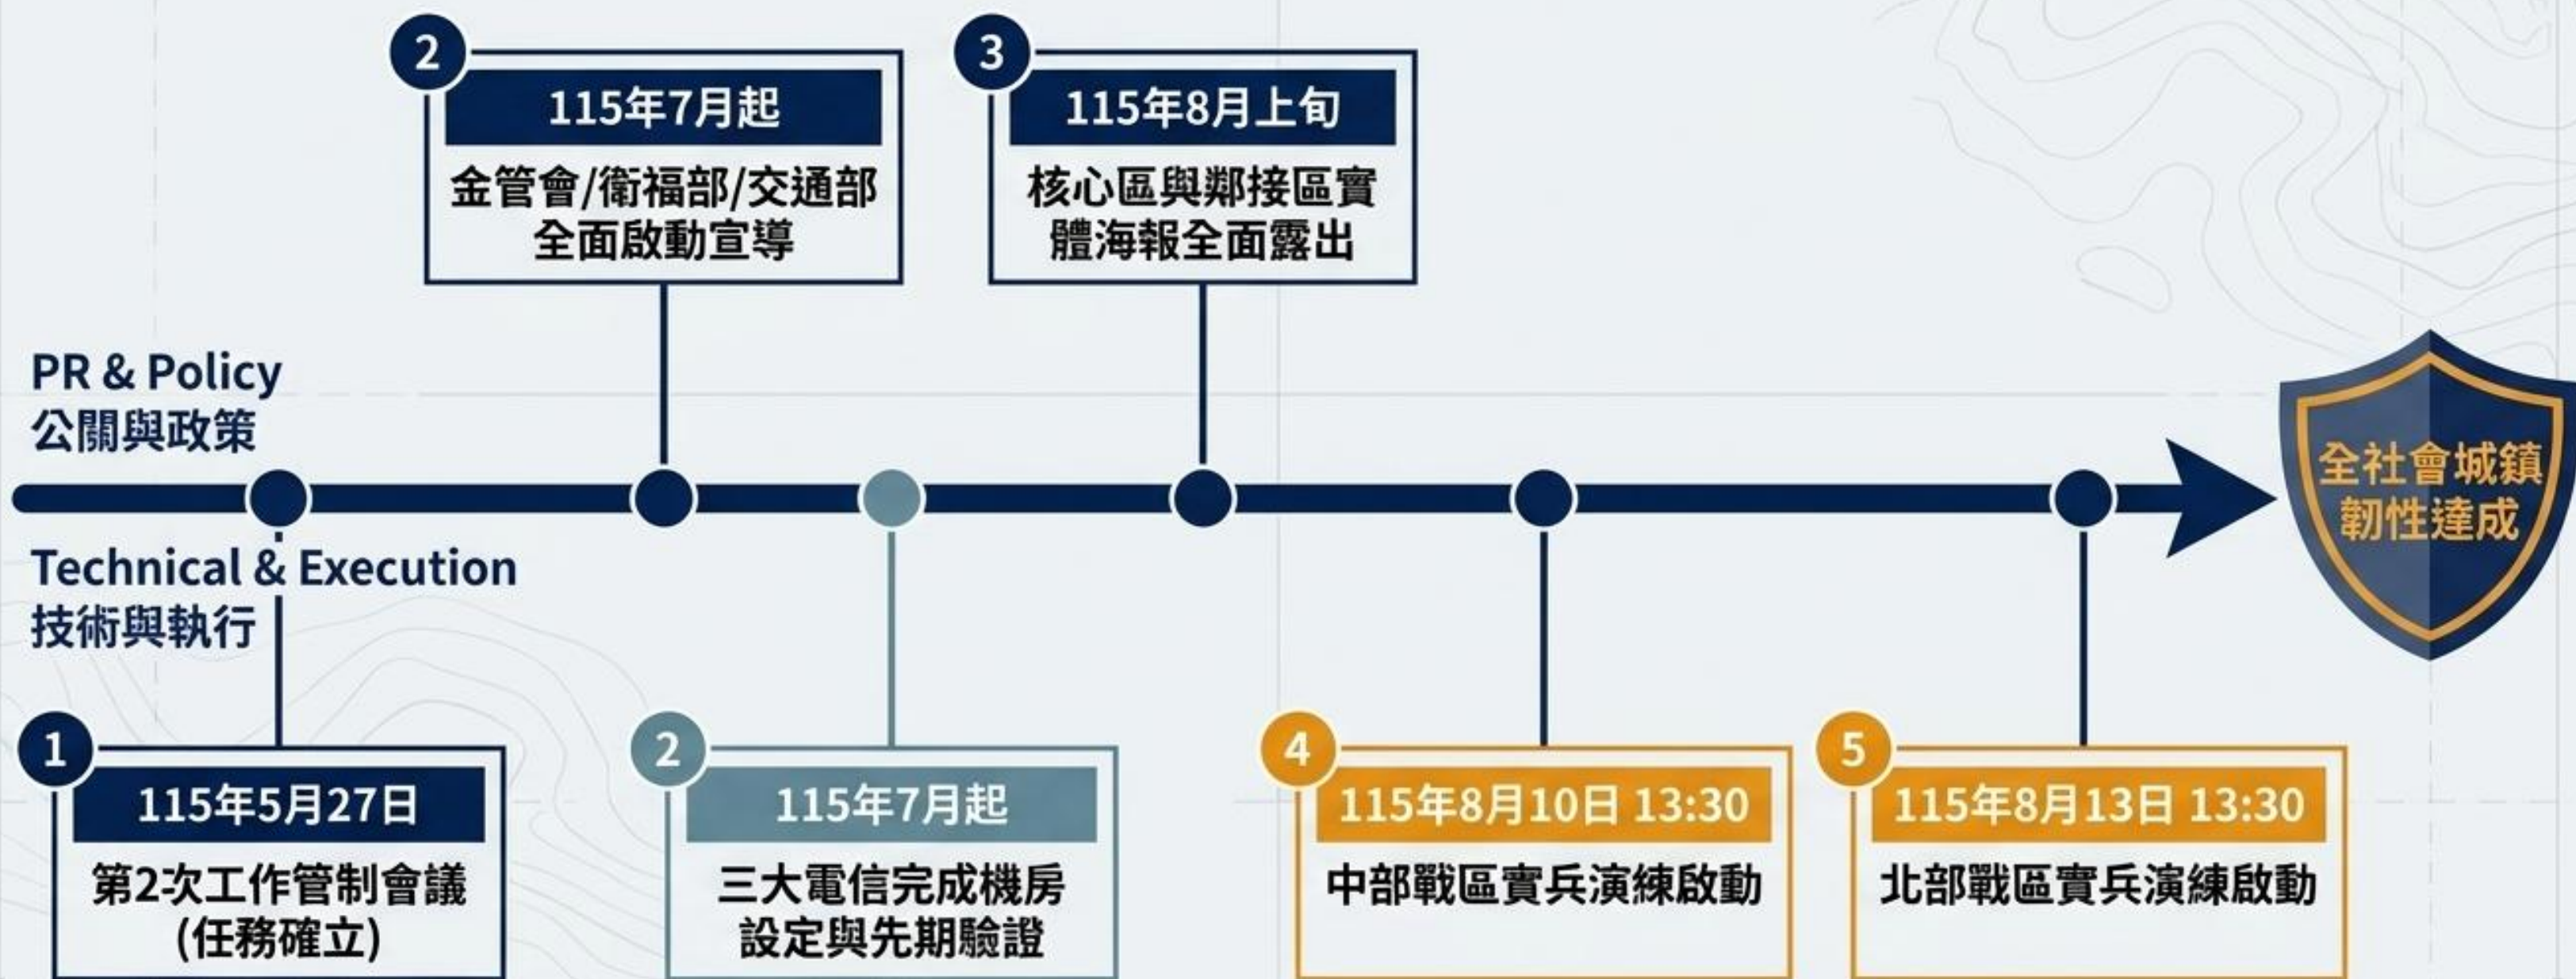 2
115年7月起
金管會/衛福部/交通部
全面啟動宣導
3
115年8月上旬
核心區與鄰接區實
體海報全面露出
PR & Policy
公關與政策
Technical & Execution
技術與執行
全社會城鎮
韌性達成
1
115年5月27日
第2次工作管制會議
(任務確立)
2
115年7月起
三大電信完成機房
設定與先期驗證
4
115年8月10日 13:30
中部戰區實兵演練啟動
5
115年8月13日 13:30
北部戰區實兵演練啟動